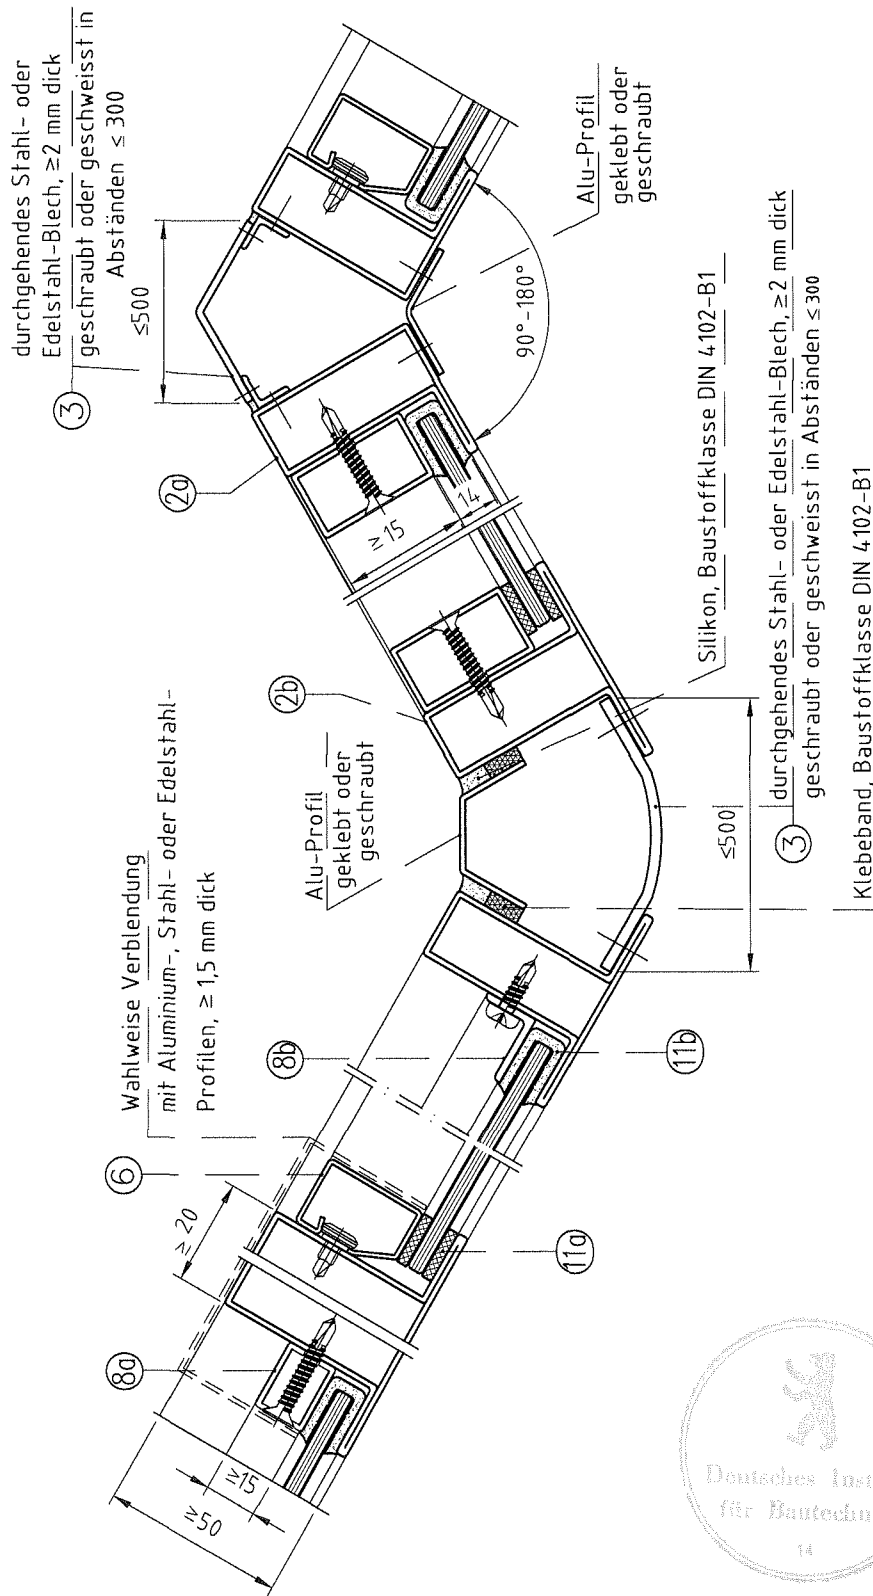 durchgehendes Stahl- oder
Edelstahl-Blech, ≥2 mm dick
geschraubt oder geschweisst in
Abständen ≤ 300
3
≤500
2a
Alu-Profil
geklebt oder
geschraubt
90°-180°
≥15
14
2b
Silikon, Baustoffklasse DIN 4102-B1
durchgehendes Stahl- oder Edelstahl-Blech, ≥2 mm dick
geschraubt oder geschweisst in Abständen ≤300
3
Klebeband, Baustoffklasse DIN 4102-B1
≤500
Alu-Profil
geklebt oder
geschraubt
Wahlweise Verblendung
mit Aluminium-, Stahl- oder Edelstahl-
Profilen, ≥ 1,5 mm dick
8b
11b
6
11a
≥ 20
8a
≥15
≥50
Deutsches Inst
für Bautech
14